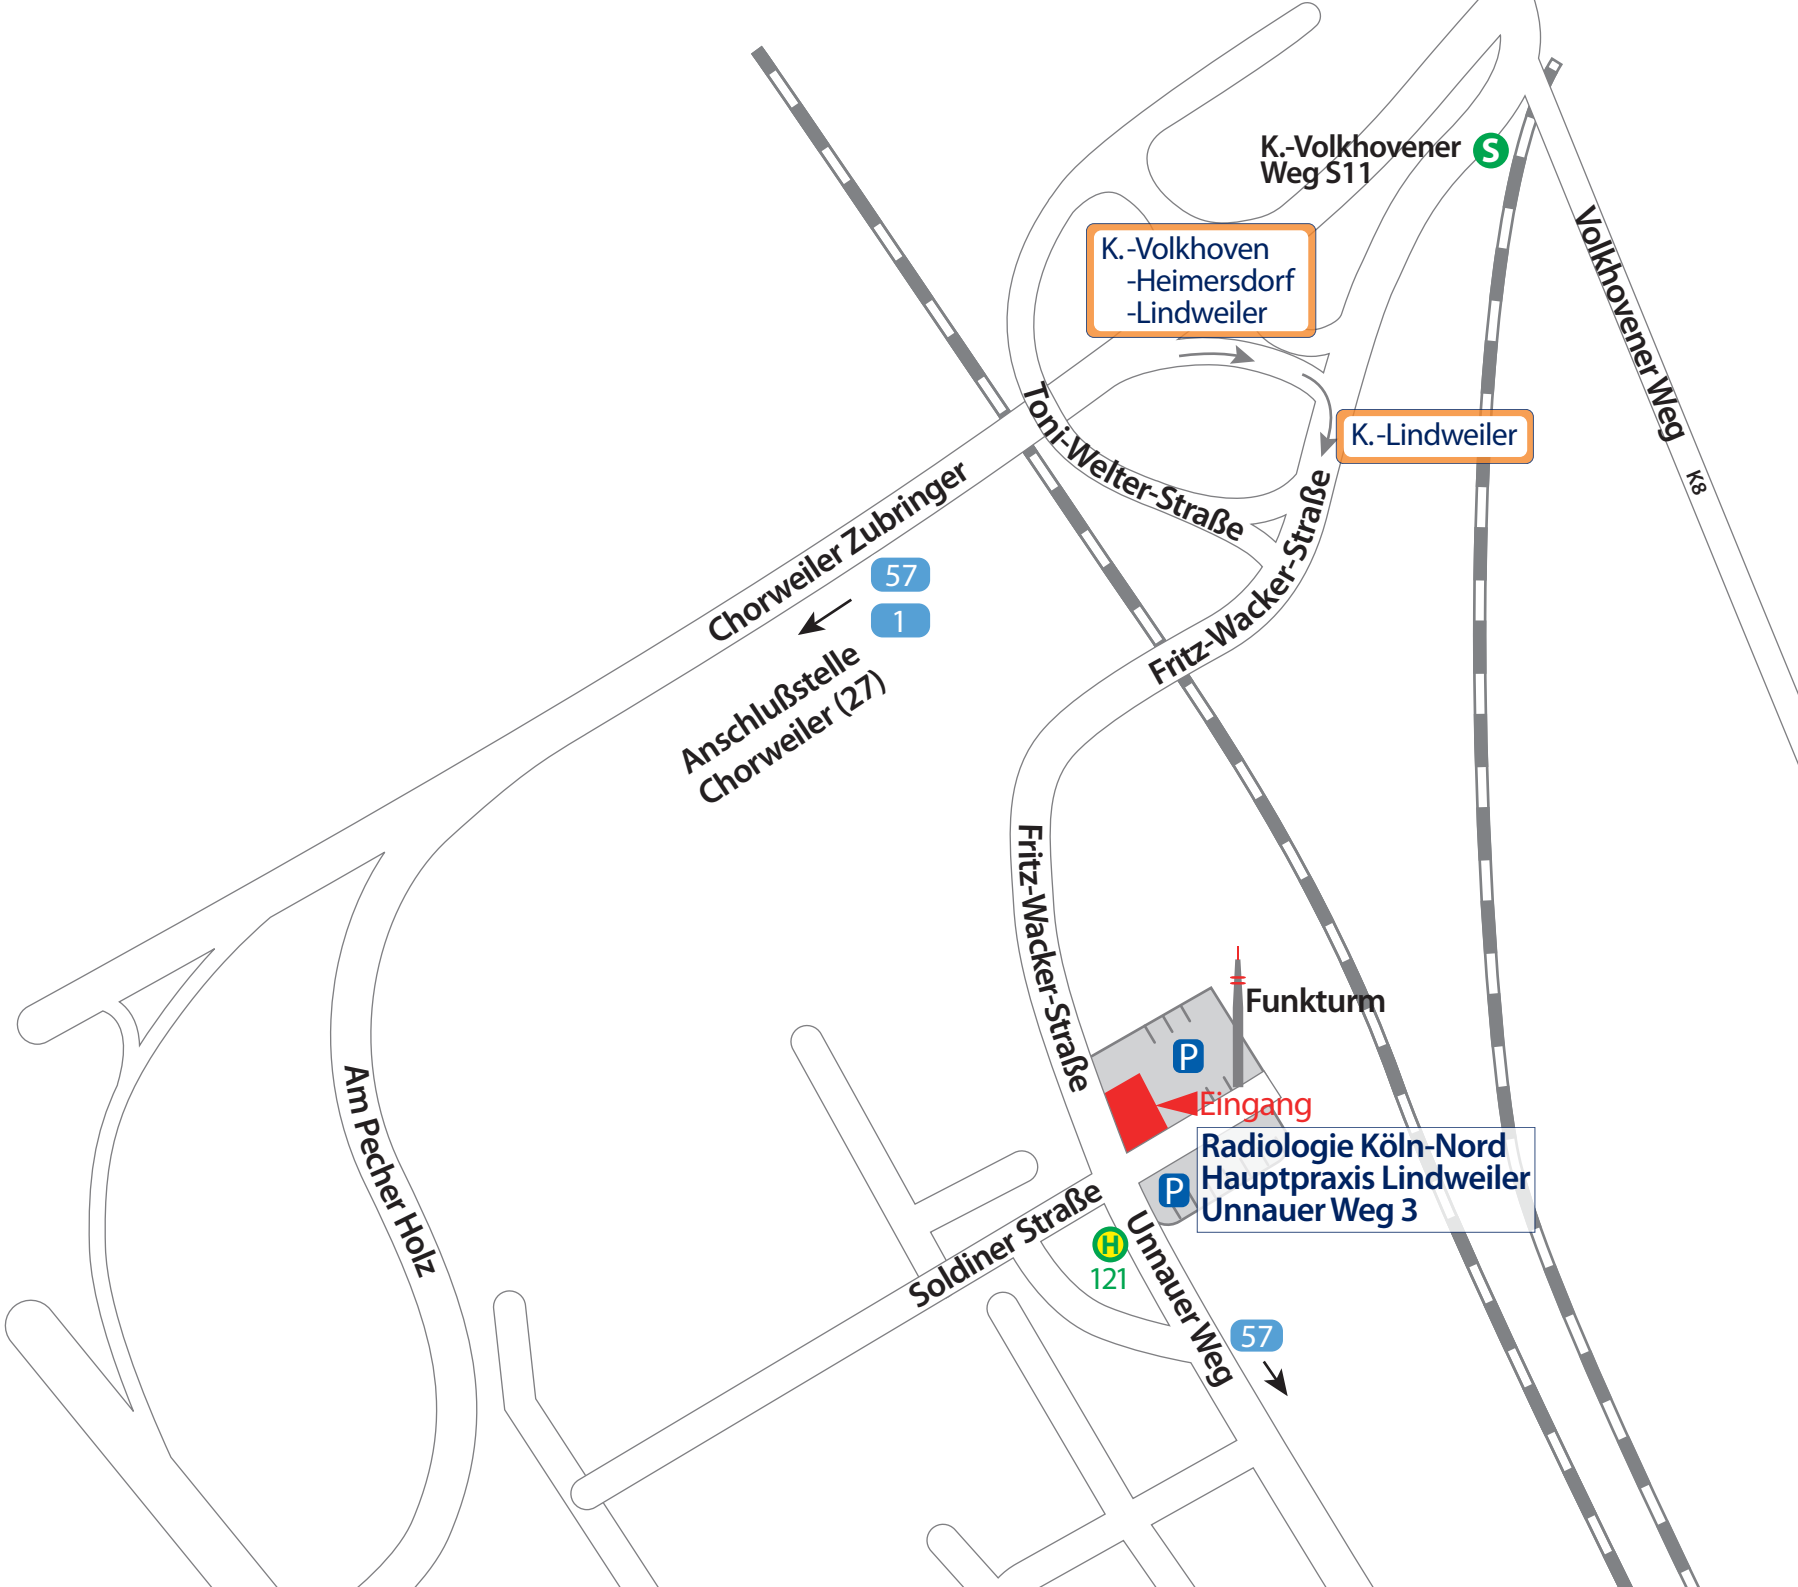 K.-Volkhovener
Weg S11
S
K.-Volkhoven
-Heimersdorf
-Lindweiler
Volkhovener Weg
K8
K.-Lindweiler
Toni-Welter-Straße
Chorweiler Zubringer
57
1
Anschlußstelle
Chorweiler (27)
Fritz-Wacker-Straße
Fritz-Wacker-Straße
Funkturm
P
Eingang
Radiologie Köln-Nord
Hauptpraxis Lindweiler
Unnauer Weg 3
P
Am Pecher Holz
Soldiner Straße
H
121
Unnauer Weg
57